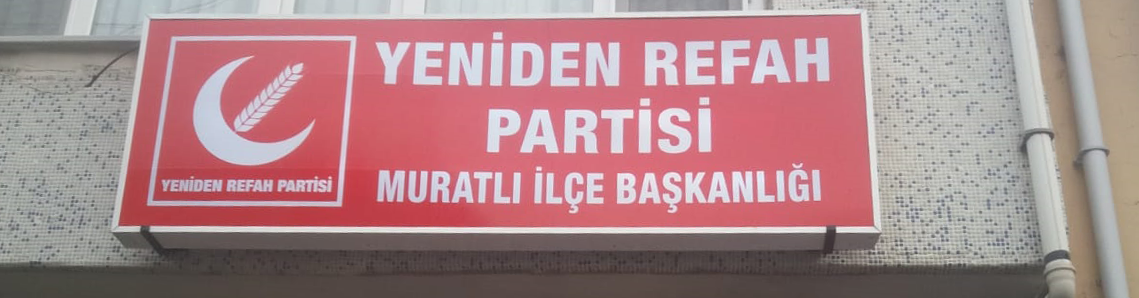 YENİDEN REFAH PARTİSİ
YENİDEN REFAH
PARTİSİ
MURATLI İLÇE BAŞKANLIĞI